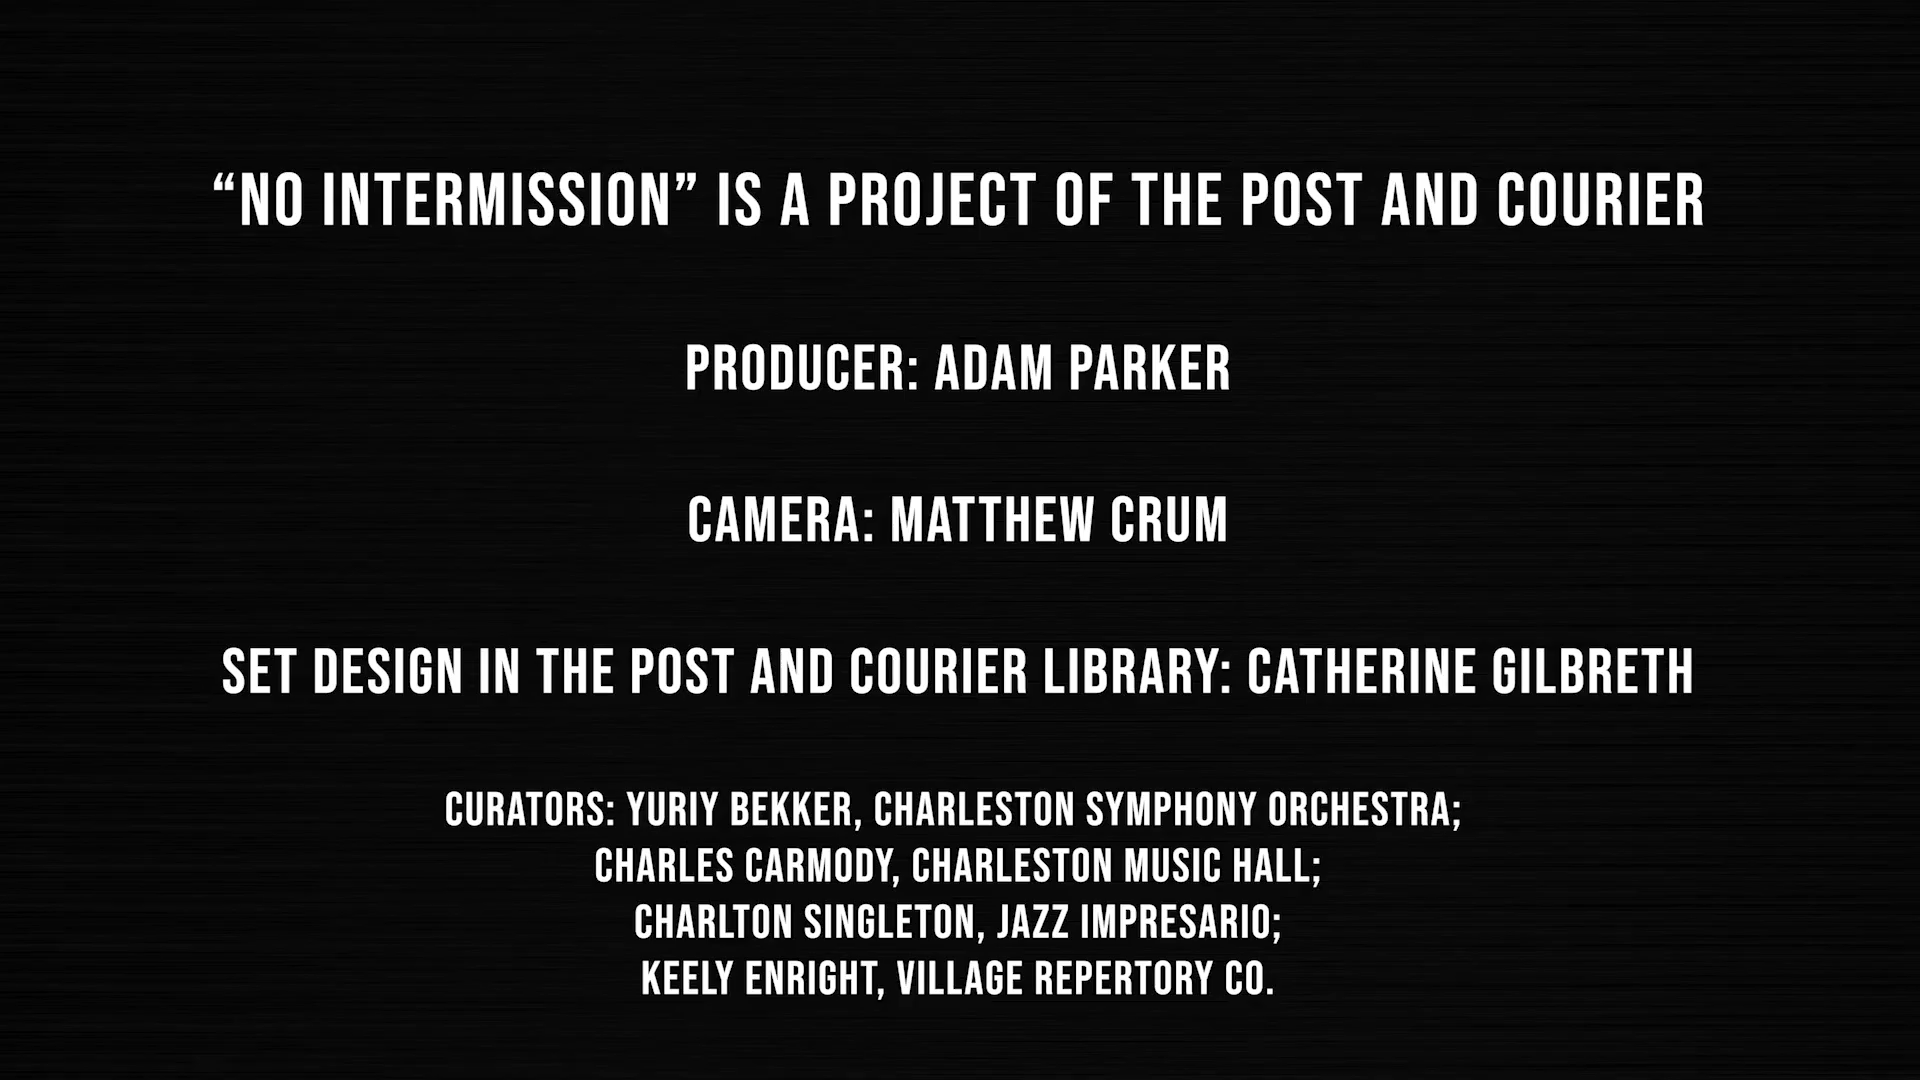 “NO INTERMISSION” IS A PROJECT OF THE POST AND COURIER
PRODUCER: ADAM PARKER
CAMERA: MATTHEW CRUM
SET DESIGN IN THE POST AND COURIER LIBRARY: CATHERINE GILBRETH
CURATORS: YURIY BEKKER, CHARLESTON SYMPHONY ORCHESTRA;
CHARLES CARMODY, CHARLESTON MUSIC HALL;
CHARLTON SINGLETON, JAZZ IMPRESARIO;
KEELY ENRIGHT, VILLAGE REPERTORY CO.